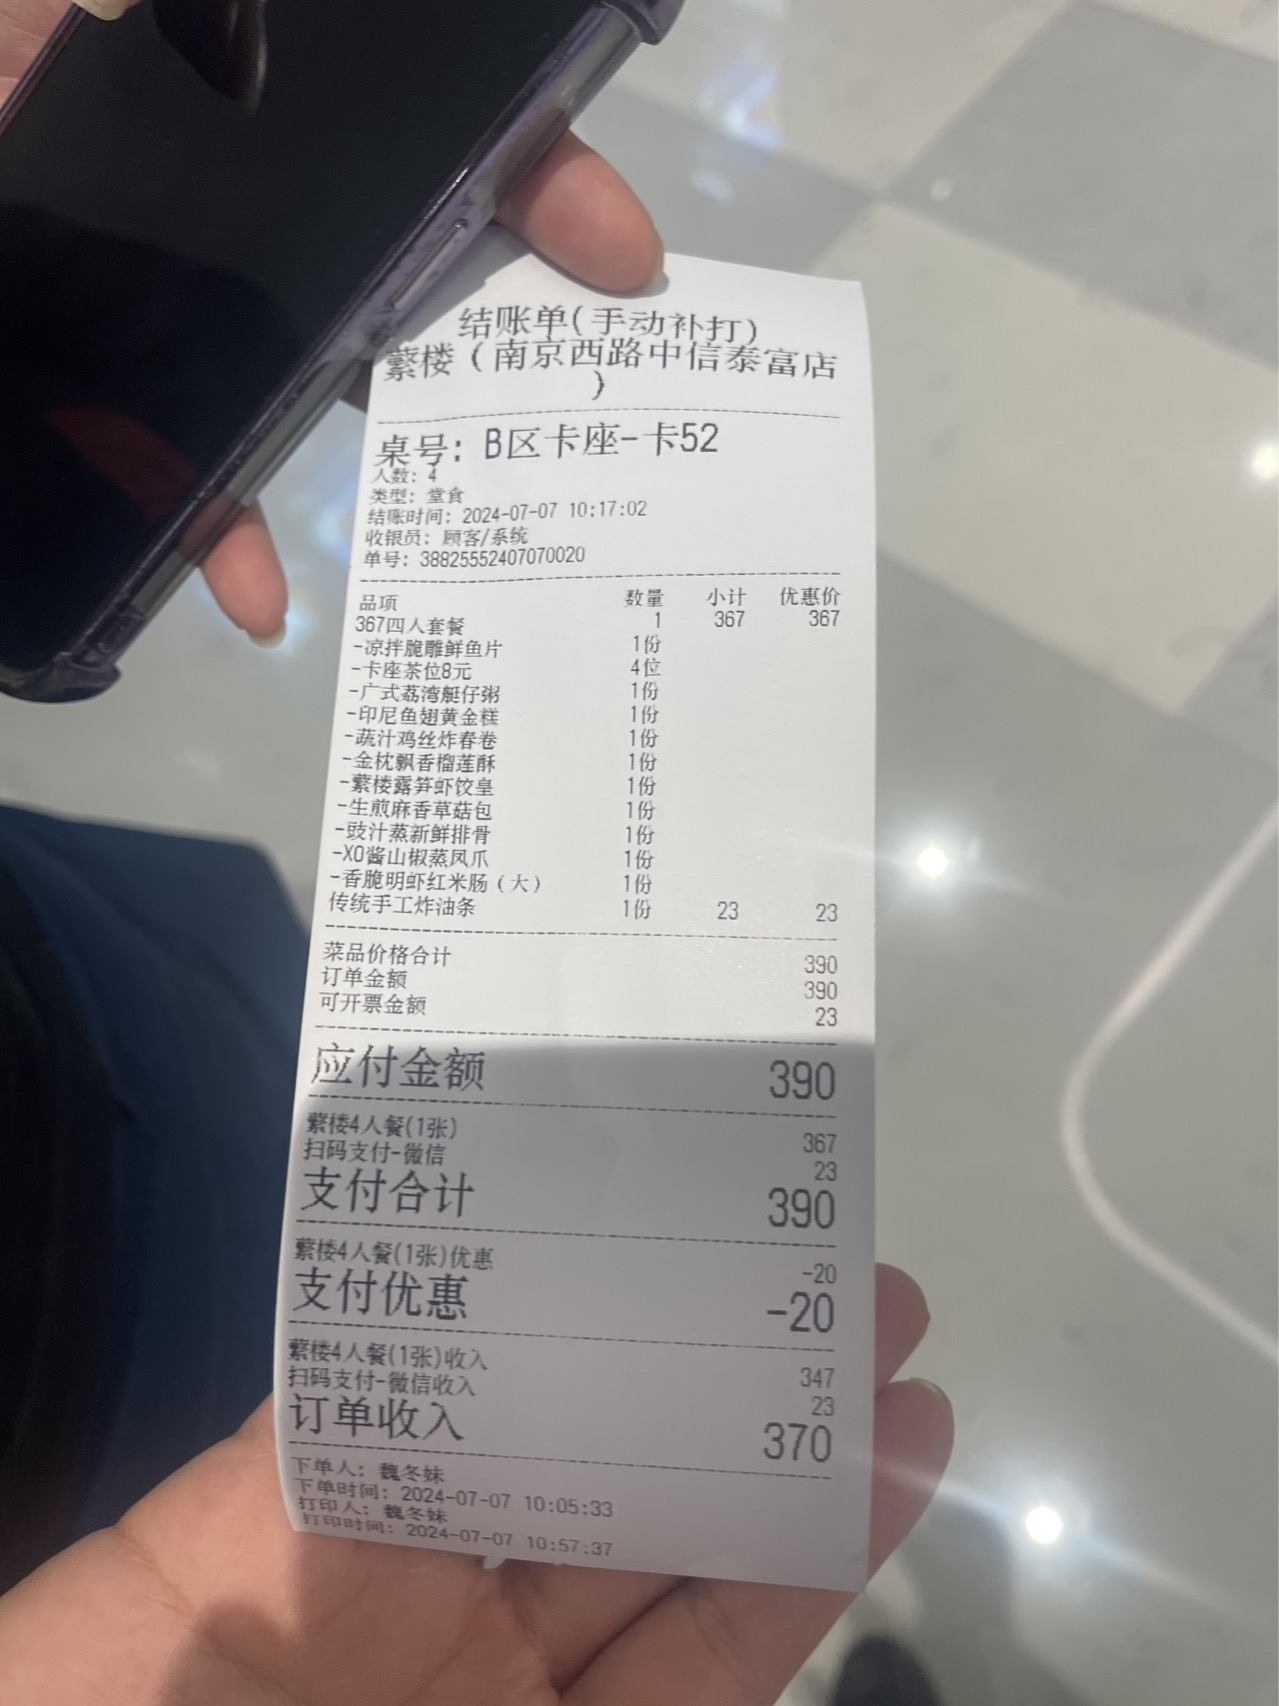 结账单(手动补打)
蘩楼（南京西路中信泰富店
）
桌号: B区卡座-卡52
人数: 4
类型: 堂食
结账时间: 2024-07-07 10:17:02
收银员: 顾客/系统
单号: 38825552407070020
品项 数量 小计 优惠价
367四人套餐 1 367 367
-凉拌脆雕鲜鱼片 1份
-卡座茶位8元 4位
-广式荔湾艇仔粥 1份
-印尼鱼翅黄金糕 1份
-蔬汁鸡丝炸春卷 1份
-金枕飘香榴莲酥 1份
-蘩楼露笋虾饺皇 1份
-生煎麻香草菇包 1份
-豉汁蒸新鲜排骨 1份
-XO酱山椒蒸凤爪 1份
-香脆明虾红米肠（大） 1份
传统手工炸油条 1份 23 23
菜品价格合计 390
订单金额 390
可开票金额 23
应付金额 390
蘩楼4人餐(1张) 367
扫码支付-微信 23
支付合计 390
蘩楼4人餐(1张)优惠 -20
支付优惠 -20
蘩楼4人餐(1张)收入 347
扫码支付-微信收入 23
订单收入 370
下单人: 魏冬妹
下单时间: 2024-07-07 10:05:33
打印人: 魏冬妹
打印时间: 2024-07-07 10:57:37